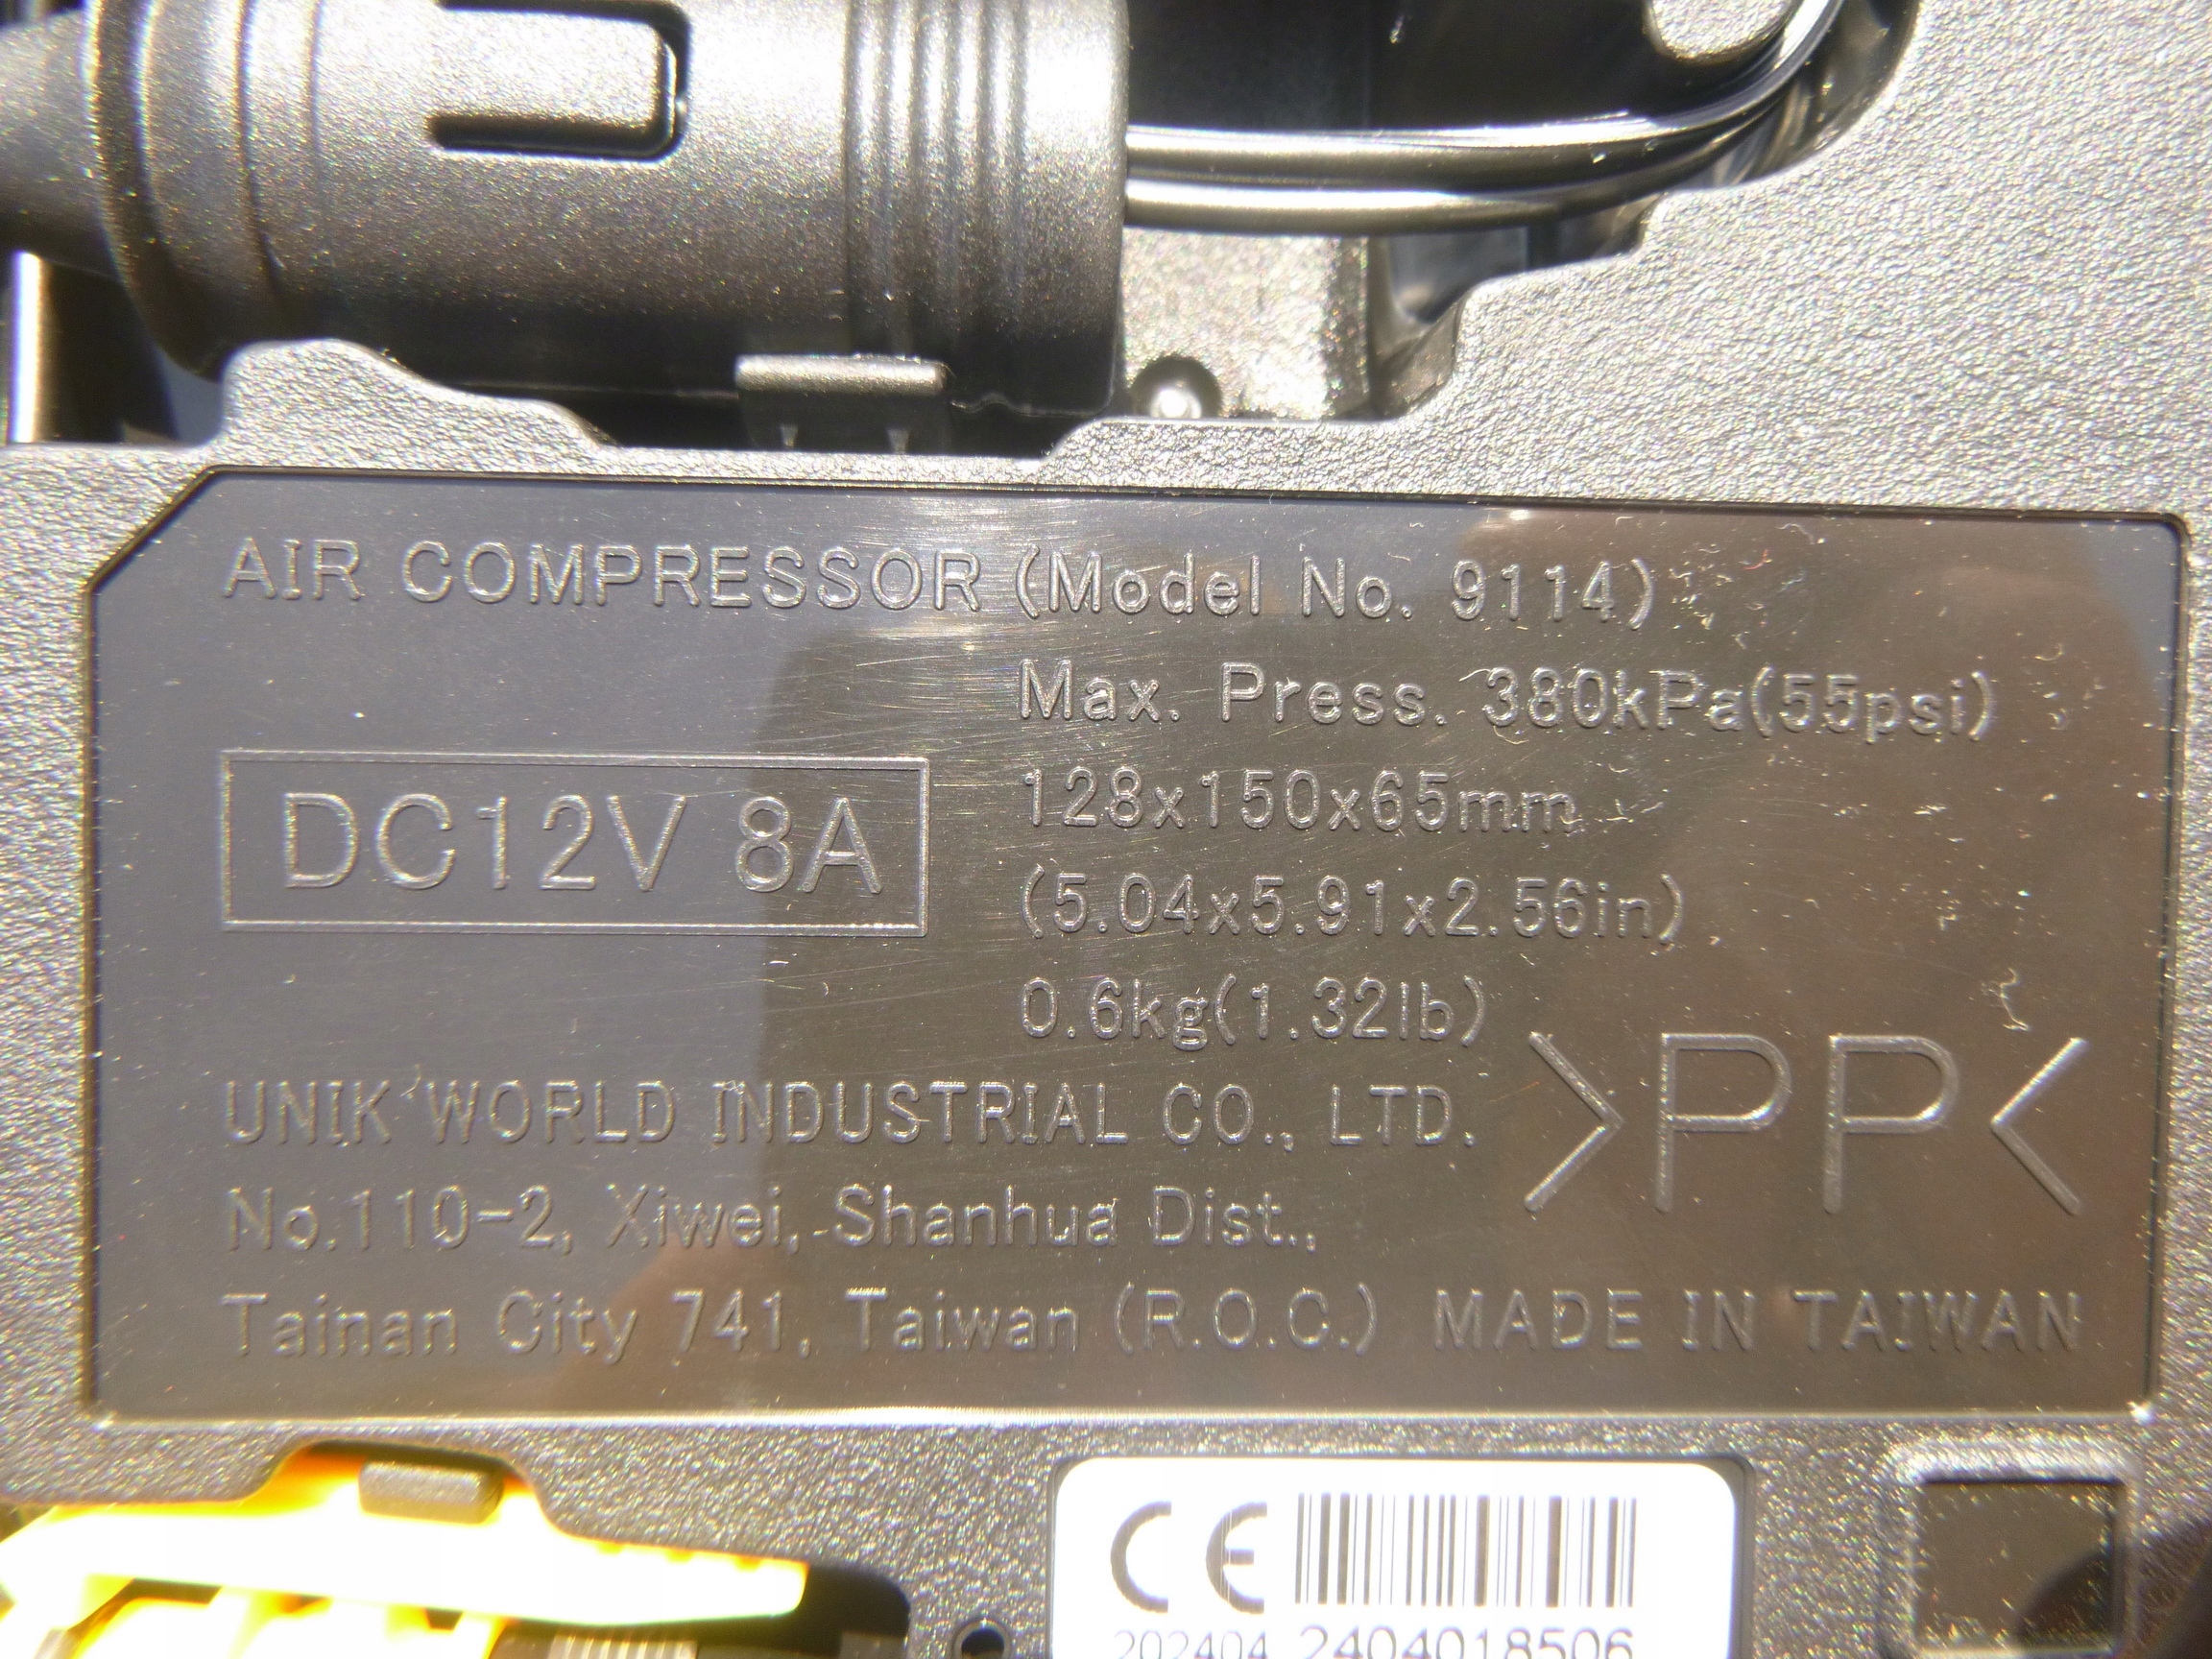 AIR COMPRESSOR (Model No. 9114)
Max. Press. 380kPa(55psi)
DC12V 8A
128x150x65mm
(5.04x5.91x2.56in)
0.6kg(1.32lb)
>PP<
UNIK WORLD INDUSTRIAL CO., LTD.
No.110-2, Xiwei, Shanhua Dist.,
Tainan City 741, Taiwan (R.O.C.) MADE IN TAIWAN
CE
202404 2404018506